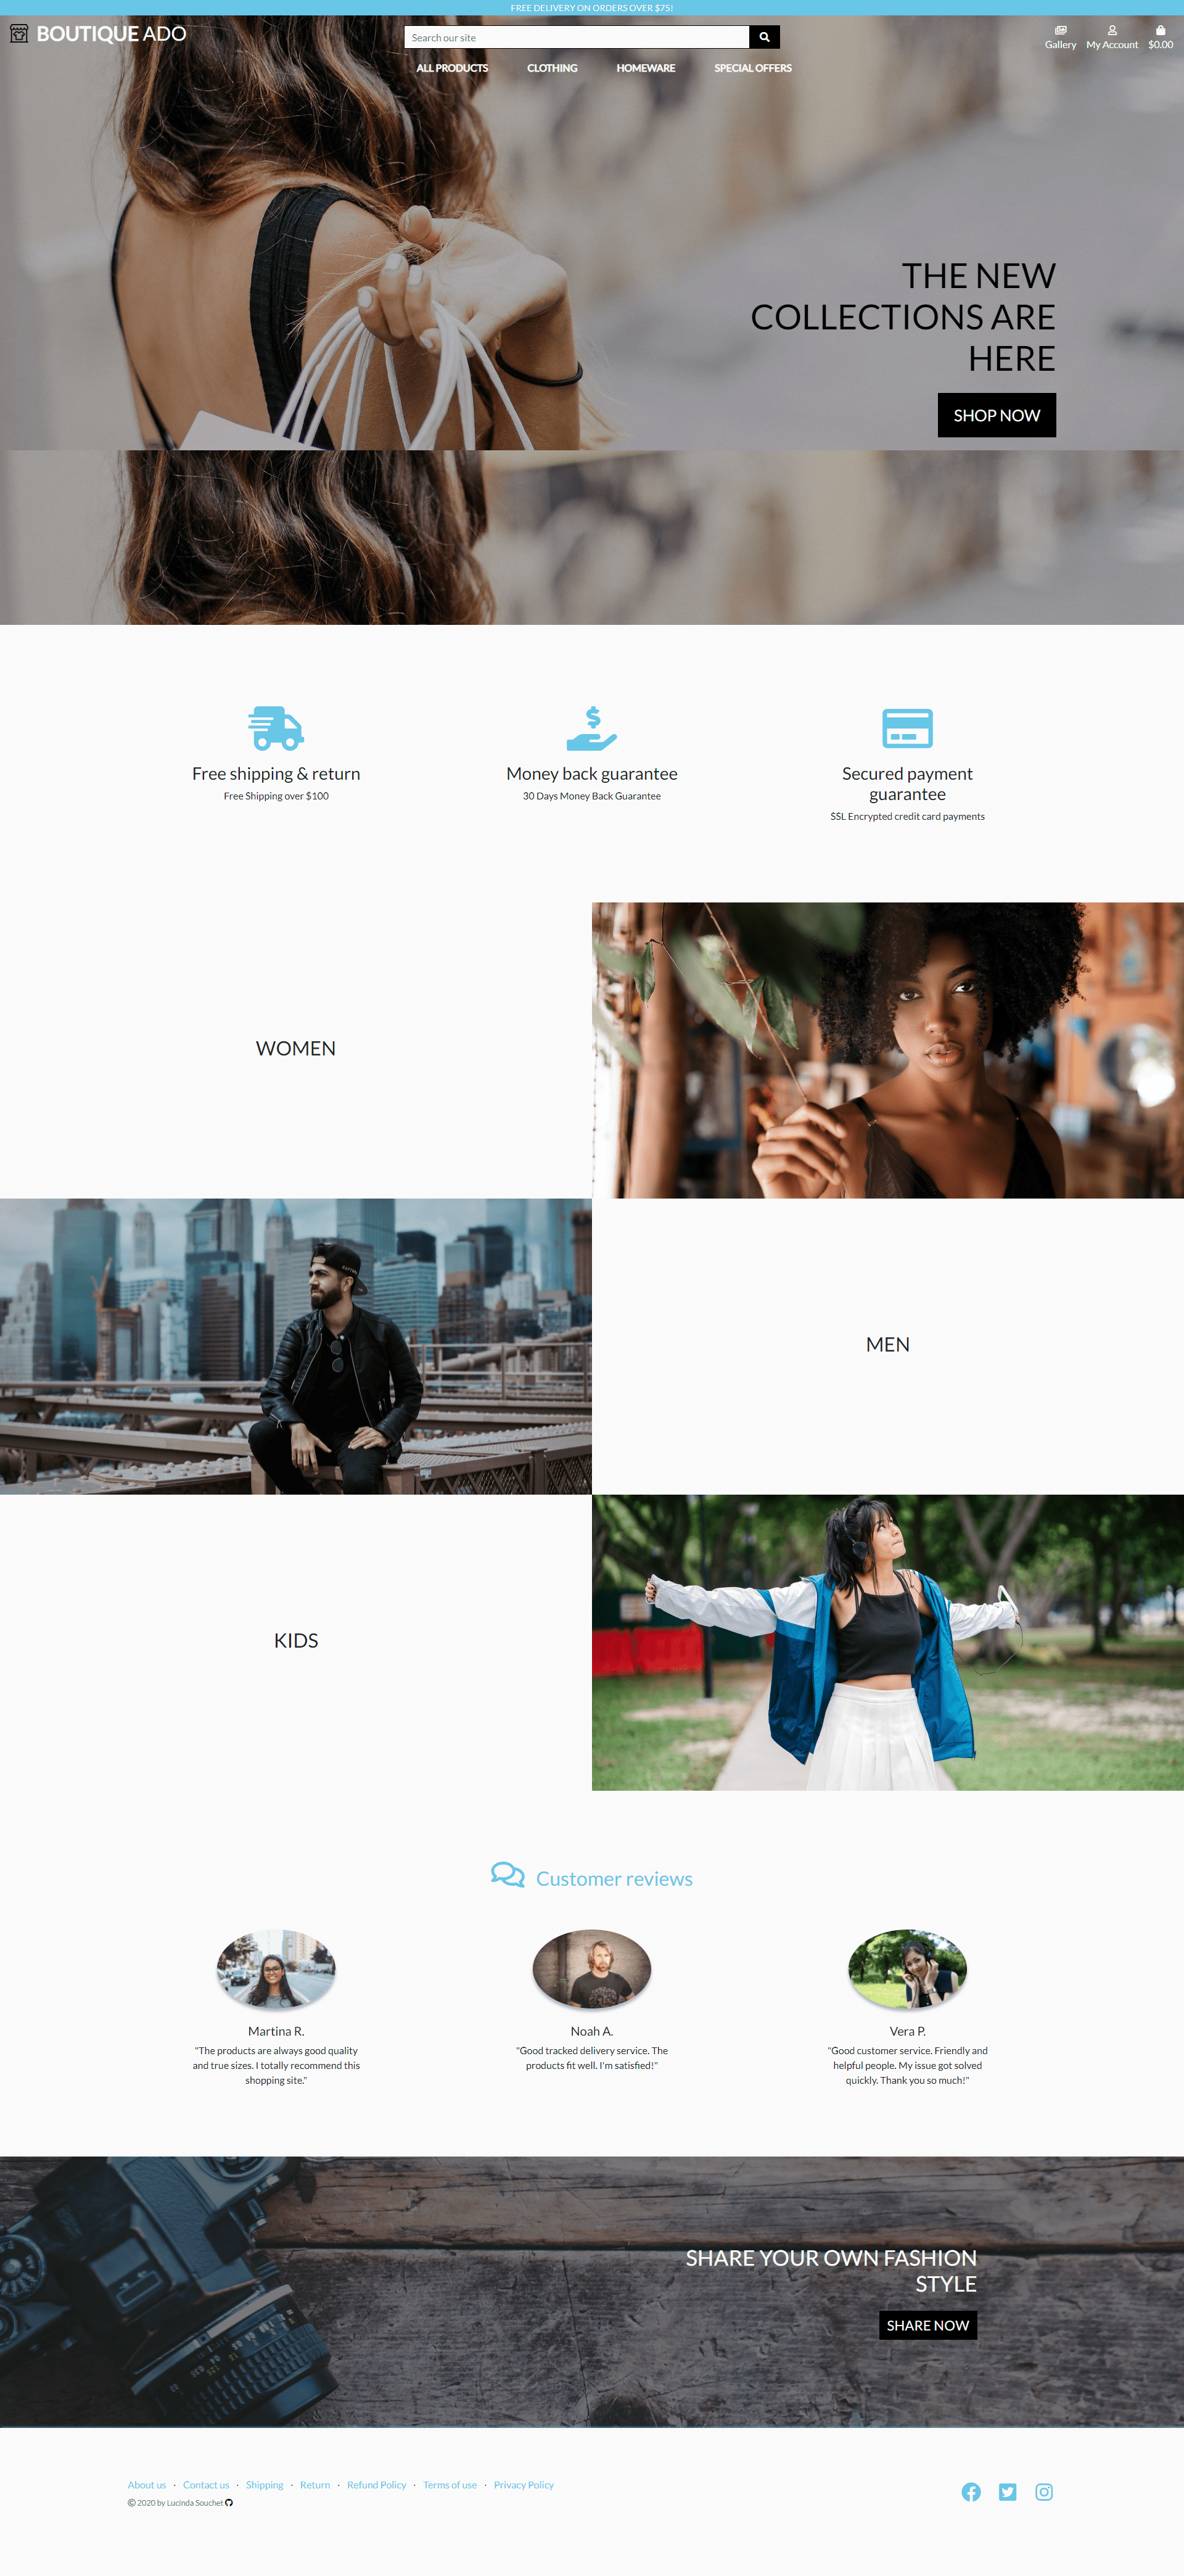 FREE DELIVERY ON ORDERS OVER $75!
BOUTIQUE ADO
Search our site
Gallery
My Account
$0.00
ALL PRODUCTS
CLOTHING
HOMEWARE
SPECIAL OFFERS
THE NEW
COLLECTIONS ARE
HERE
SHOP NOW
Free shipping & return
Free Shipping over $100
Money back guarantee
30 Days Money Back Guarantee
Secured payment
guarantee
SSL Encrypted credit card payments
WOMEN
MEN
KIDS
Customer reviews
Martina R.
"The products are always good quality
and true sizes. I totally recommend this
shopping site."
Noah A.
"Good tracked delivery service. The
products fit well. I'm satisfied!"
Vera P.
"Good customer service. Friendly and
helpful people. My issue got solved
quickly. Thank you so much!"
SHARE YOUR OWN FASHION
STYLE
SHARE NOW
About us · Contact us · Shipping · Return · Refund Policy · Terms of use · Privacy Policy
© 2020 by Lucinda Souchet